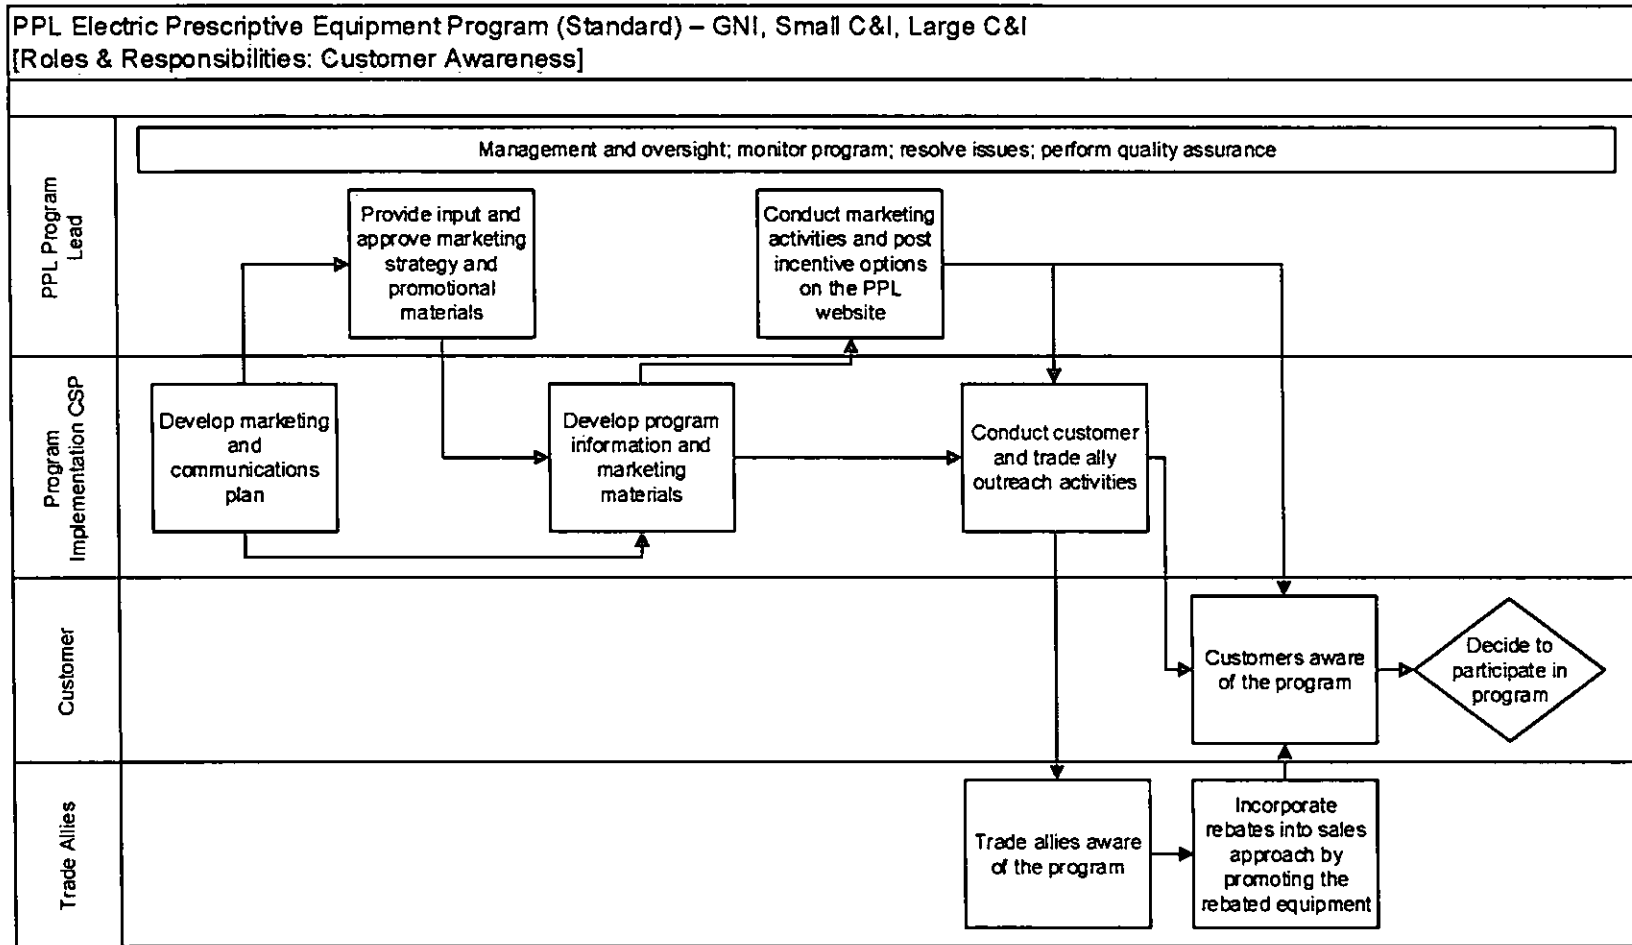 PPL Electric Prescriptive Equipment Program (Standard) – GNI, Small C&I, Large C&I
[Roles & Responsibilities: Customer Awareness]
PPL Program
Lead
Management and oversight; monitor program; resolve issues; perform quality assurance
Provide input and
approve marketing
strategy and
promotional
materials
Conduct marketing
activities and post
incentive options
on the PPL
website
Program
Implementation CSP
Develop marketing
and
communications
plan
Develop program
information and
marketing
materials
Conduct customer
and trade ally
outreach activities
Customer
Customers aware
of the program
Decide to
participate in
program
Trade Allies
Trade allies aware
of the program
Incorporate
rebates into sales
approach by
promoting the
rebated equipment